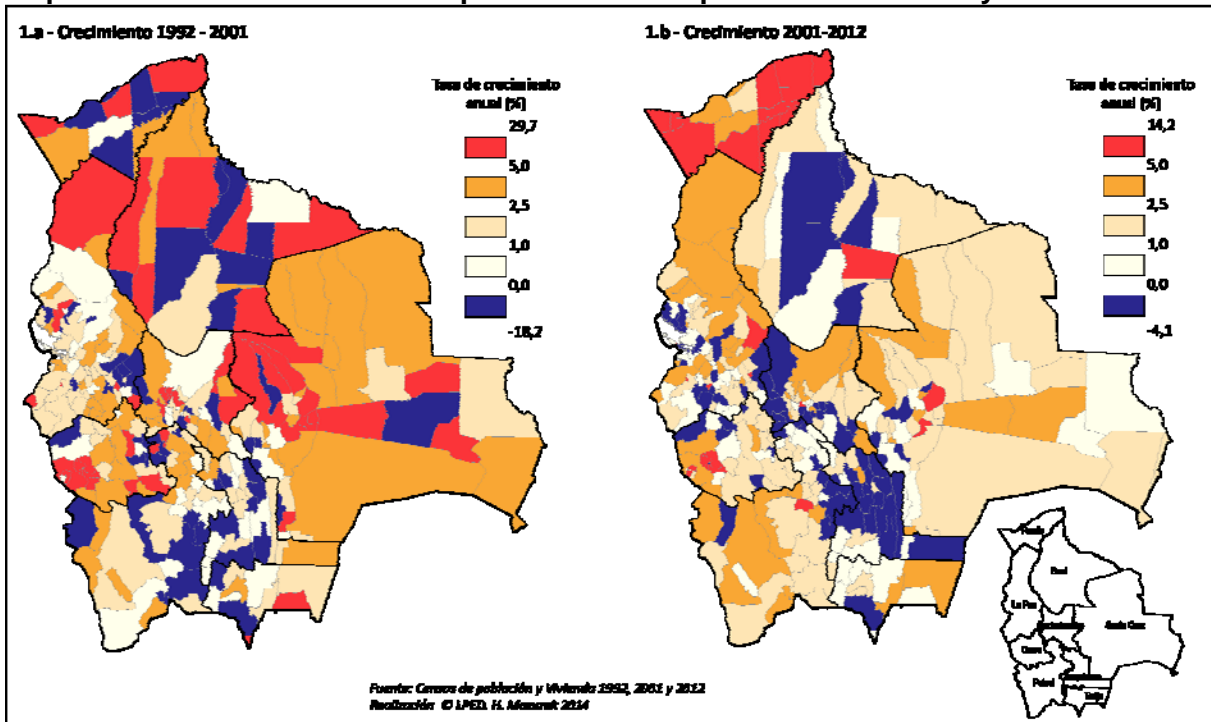 1.a - Crecimiento 1992 - 2001
Tasa de crecimiento
anual (%)
29,7
5,0
2,5
1,0
0,0
-18,2
1.b - Crecimiento 2001-2012
Tasa de crecimiento
anual (%)
14,2
5,0
2,5
1,0
0,0
-4,1
Pando
Beni
La Paz
Cochabamba
Santa Cruz
Oruro
Potosí
Tarija
Fuente: Censos de población y Vivienda 1992, 2001 y 2012
Realización © LPED. H. Mazurek 2014